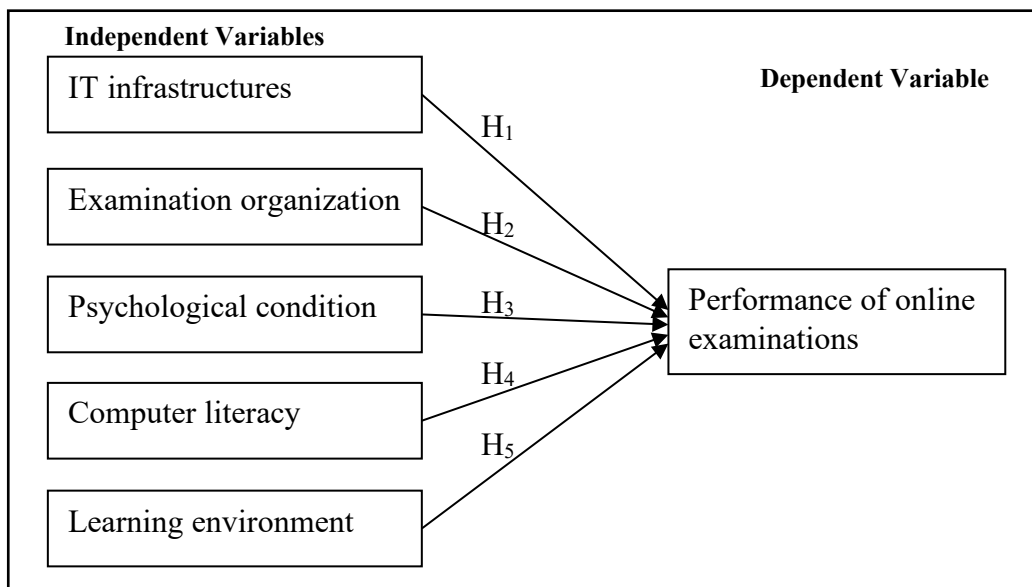 Independent Variables
IT infrastructures
Dependent Variable
H₁
Examination organization
H₂
Psychological condition
H₃
Performance of online
examinations
Computer literacy
H₄
H₅
Learning environment